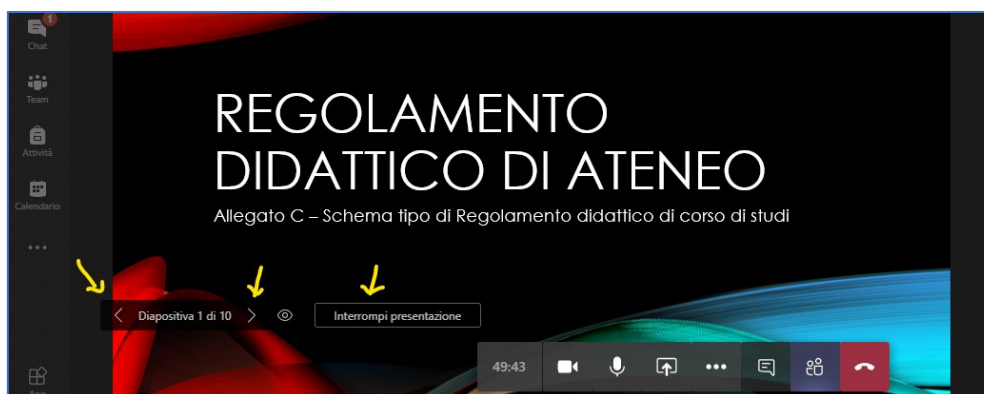 1
Chat
Team
Attività
Calendario
REGOLAMENTO
DIDATTICO DI ATENEO
Allegato C – Schema tipo di Regolamento didattico di corso di studi
Diapositiva 1 di 10
Interrompi presentazione
49:43